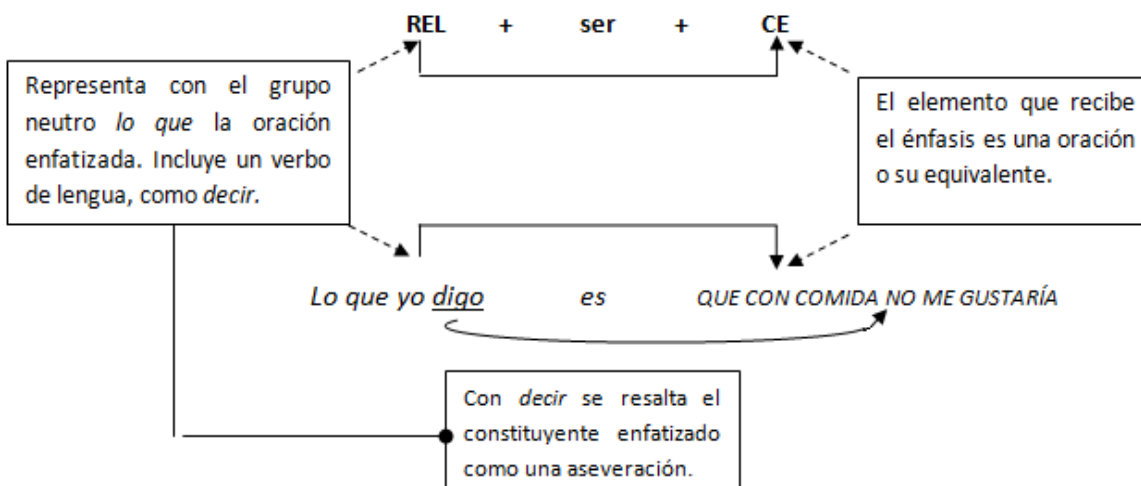 REL + ser + CE
Representa con el grupo
neutro lo que la oración
enfatizada. Incluye un verbo
de lengua, como decir.
El elemento que recibe
el énfasis es una oración
o su equivalente.
Lo que yo digo es QUE CON COMIDA NO ME GUSTARÍA
Con decir se resalta el
constituyente enfatizado
como una aseveración.